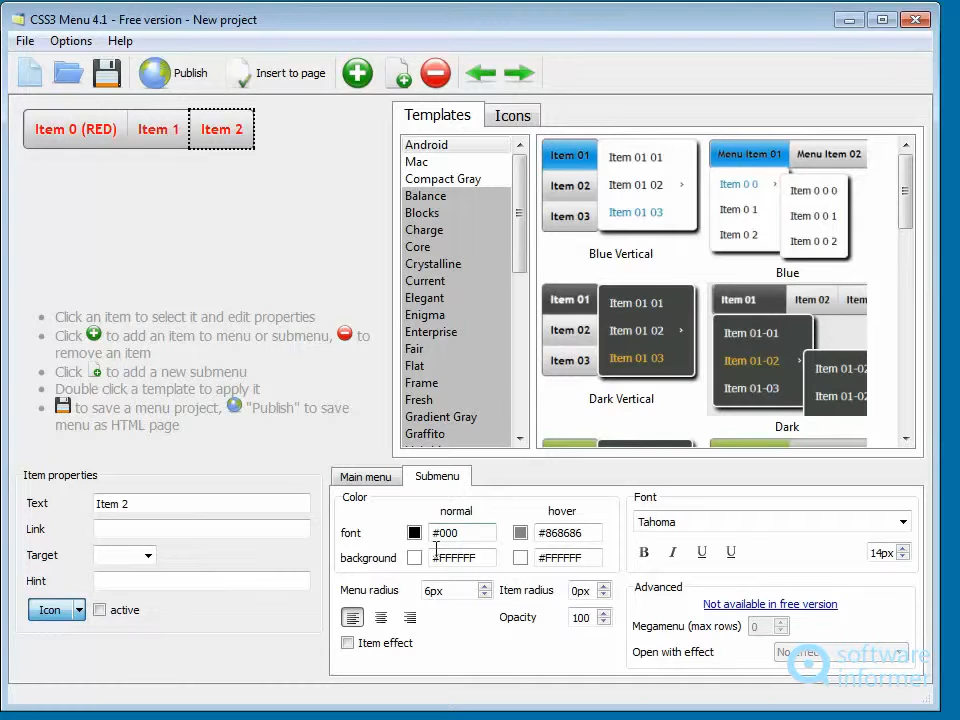 CSS3 Menu 4.1 - Free version - New project
File Options Help
Publish Insert to page
Item 0 (RED) Item 1 Item 2
Templates Icons
Android
Mac
Compact Gray
Balance
Blocks
Charge
Core
Crystalline
Current
Elegant
Enigma
Enterprise
Fair
Flat
Frame
Fresh
Gradient Gray
Graffito
Item 01 Item 01 01
Item 02 Item 01 02 ›
Item 03 Item 01 03
Blue Vertical
Menu Item 01 Menu Item 02
Item 0 0 › Item 0 0 0
Item 0 1 Item 0 0 1
Item 0 2 Item 0 0 2
Blue
Item 01 Item 01 01
Item 02 Item 01 02 ›
Item 03 Item 01 03
Dark Vertical
Item 01 Item 02 Item
Item 01-01
Item 01-02 › Item 01-02
Item 01-03 Item 01-02
Dark
• Click an item to select it and edit properties
• Click to add an item to menu or submenu, to
remove an item
• Click to add a new submenu
• Double click a template to apply it
• to save a menu project, "Publish" to save
menu as HTML page
Item properties
Text Item 2
Link
Target
Hint
Icon active
Main menu Submenu
Color
normal hover
font #000 #868686
background #FFFFFF #FFFFFF
Menu radius 6px Item radius 0px
Opacity 100
Item effect
Font
Tahoma
B I U U 14px
Advanced
Not available in free version
Megamenu (max rows) 0
Open with effect
software
informer